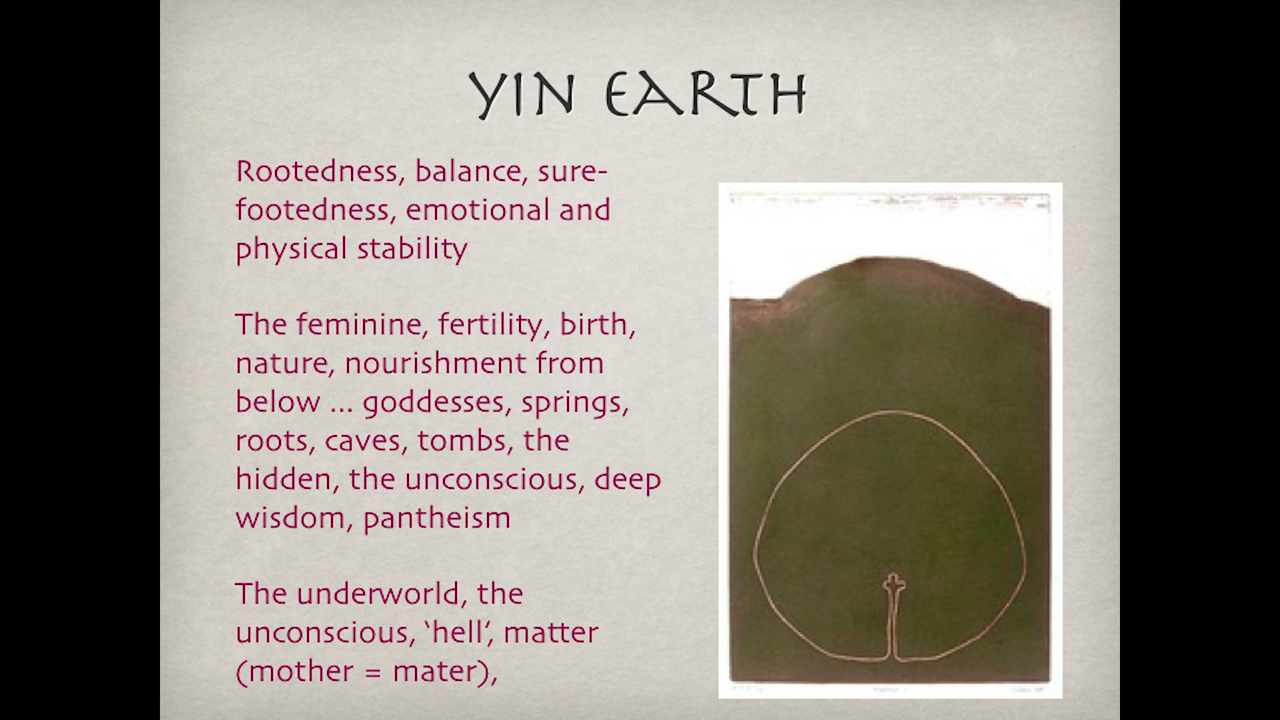 YIN EARTH
Rootedness, balance, sure-
footedness, emotional and
physical stability
The feminine, fertility, birth,
nature, nourishment from
below ... goddesses, springs,
roots, caves, tombs, the
hidden, the unconscious, deep
wisdom, pantheism
The underworld, the
unconscious, ‘hell’, matter
(mother = mater),